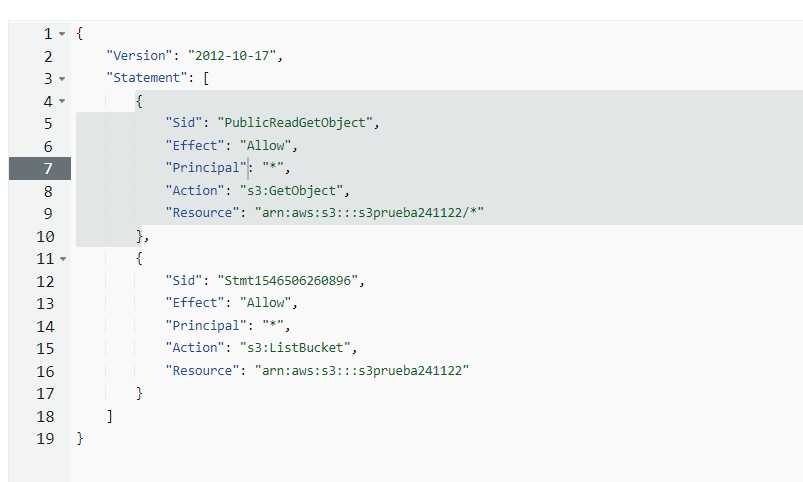 1 {
2 "Version": "2012-10-17",
3 "Statement": [
4 {
5 "Sid": "PublicReadGetObject",
6 "Effect": "Allow",
7 "Principal": "*",
8 "Action": "s3:GetObject",
9 "Resource": "arn:aws:s3:::s3prueba241122/*"
10 },
11 {
12 "Sid": "Stmt1546506260896",
13 "Effect": "Allow",
14 "Principal": "*",
15 "Action": "s3:ListBucket",
16 "Resource": "arn:aws:s3:::s3prueba241122"
17 }
18 ]
19 }